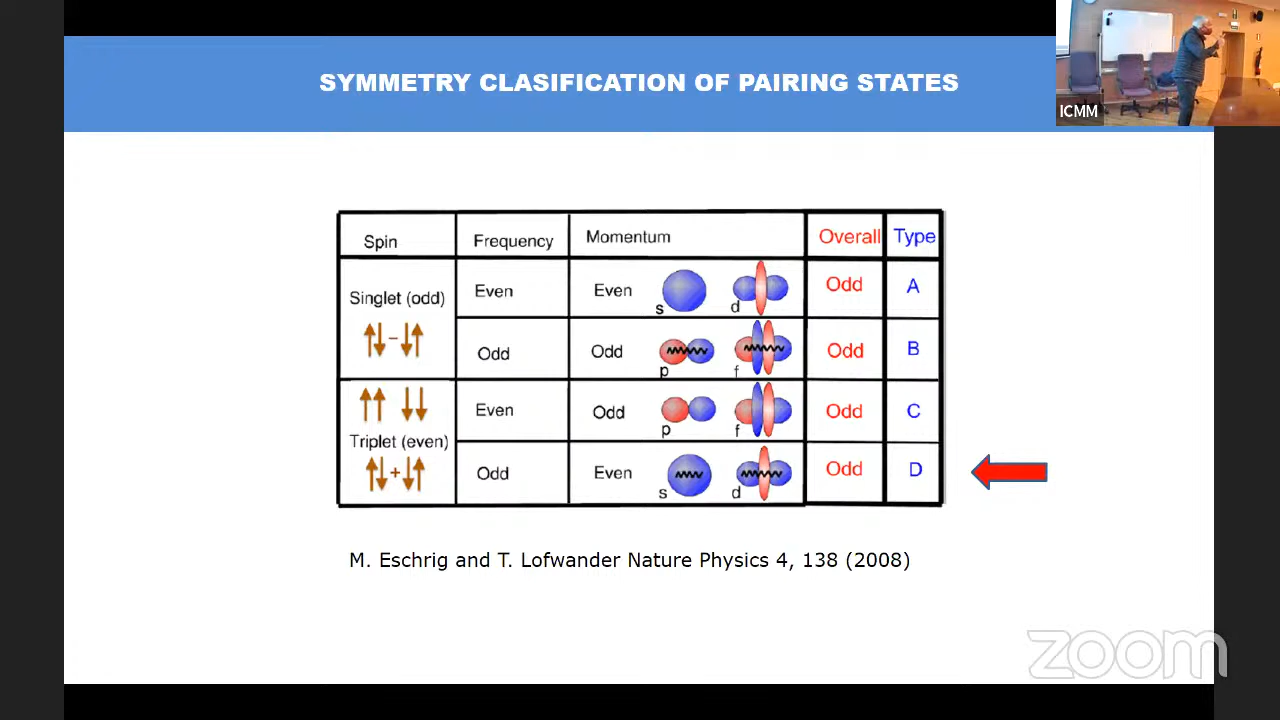 SYMMETRY CLASIFICATION OF PAIRING STATES
ICMM
Spin Frequency Momentum Overall Type
Singlet (odd) Even Even s d Odd A
Odd Odd p f Odd B
Triplet (even) Even Odd p f Odd C
Odd Even s d Odd D
M. Eschrig and T. Lofwander Nature Physics 4, 138 (2008)
zoom